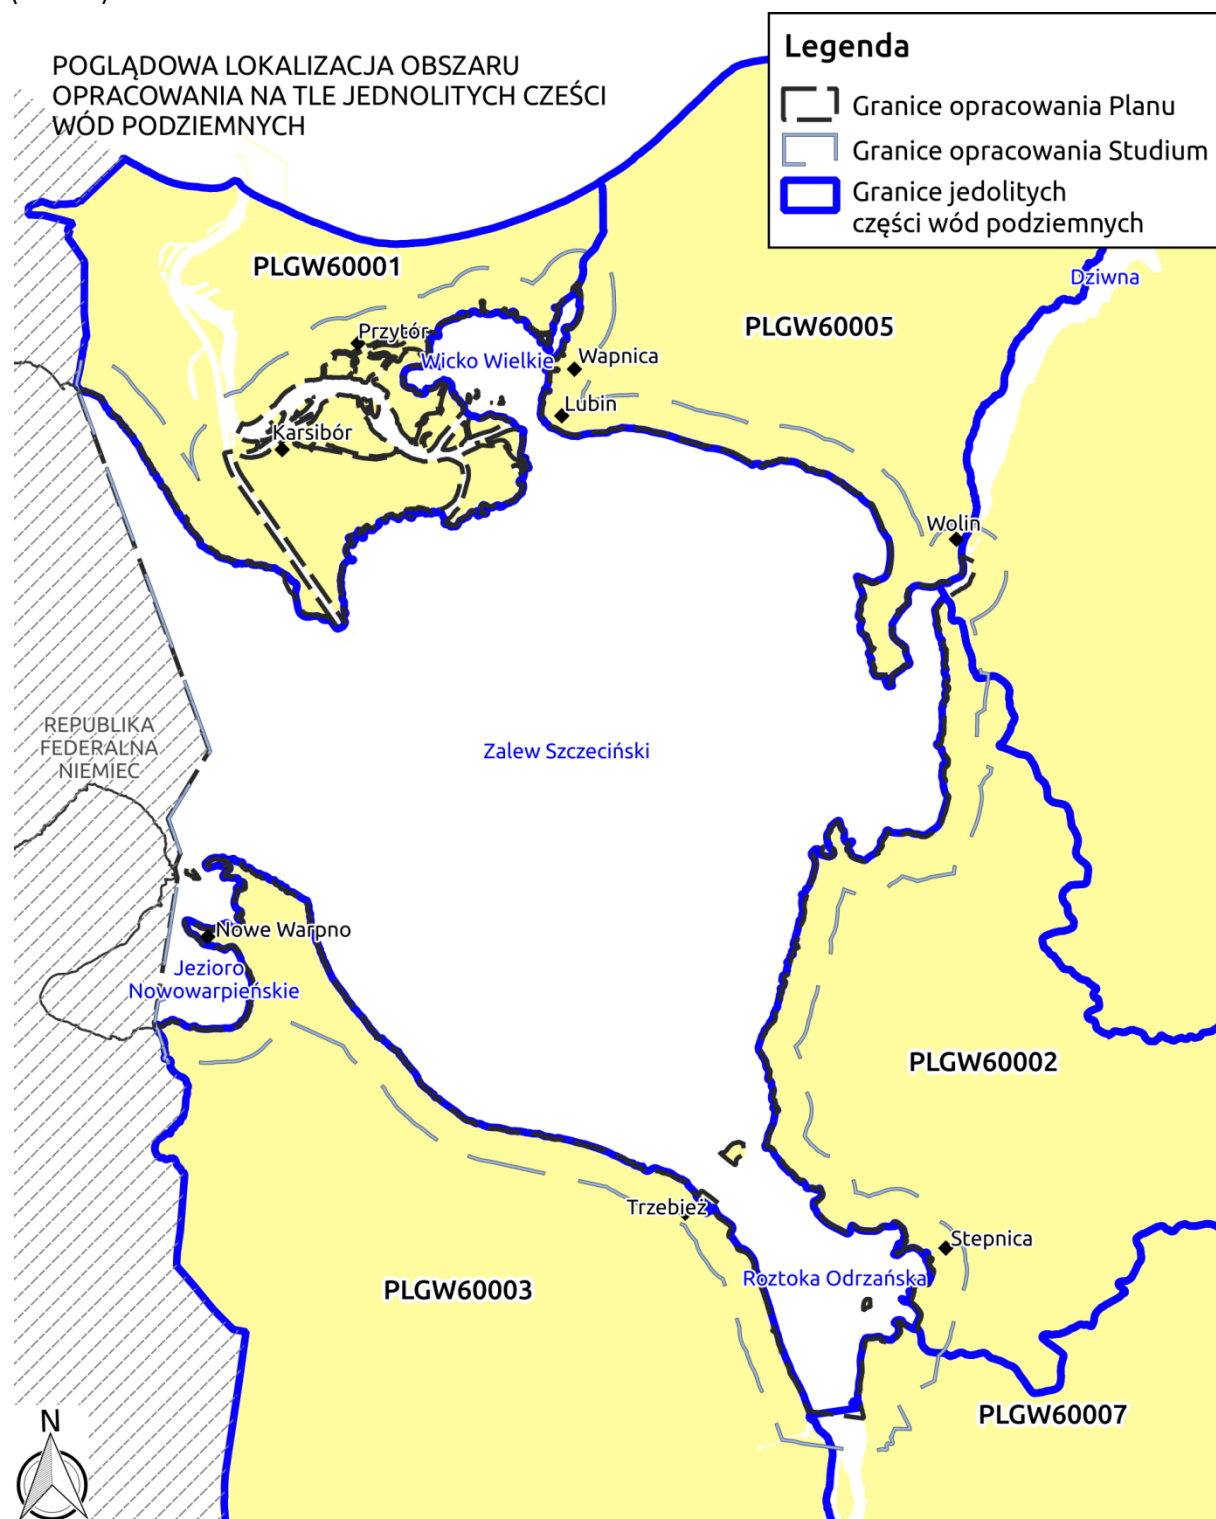 POGLĄDOWA LOKALIZACJA OBSZARU
OPRACOWANIA NA TLE JEDNOLITYCH CZEŚCI
WÓD PODZIEMNYCH
Legenda
Granice opracowania Planu
Granice opracowania Studium
Granice jedolitych
części wód podziemnych
PLGW60001
Dziwna
PLGW60005
Przytór
Wicko Wielkie
Wapnica
Lubin
Karsibór
Wolin
REPUBLIKA
FEDERALNA
NIEMIEC
Zalew Szczeciński
Nowe Warpno
Jezioro
Nowowarpieńskie
PLGW60002
Trzebież
Stepnica
Roztoka Odrzańska
PLGW60003
PLGW60007
N